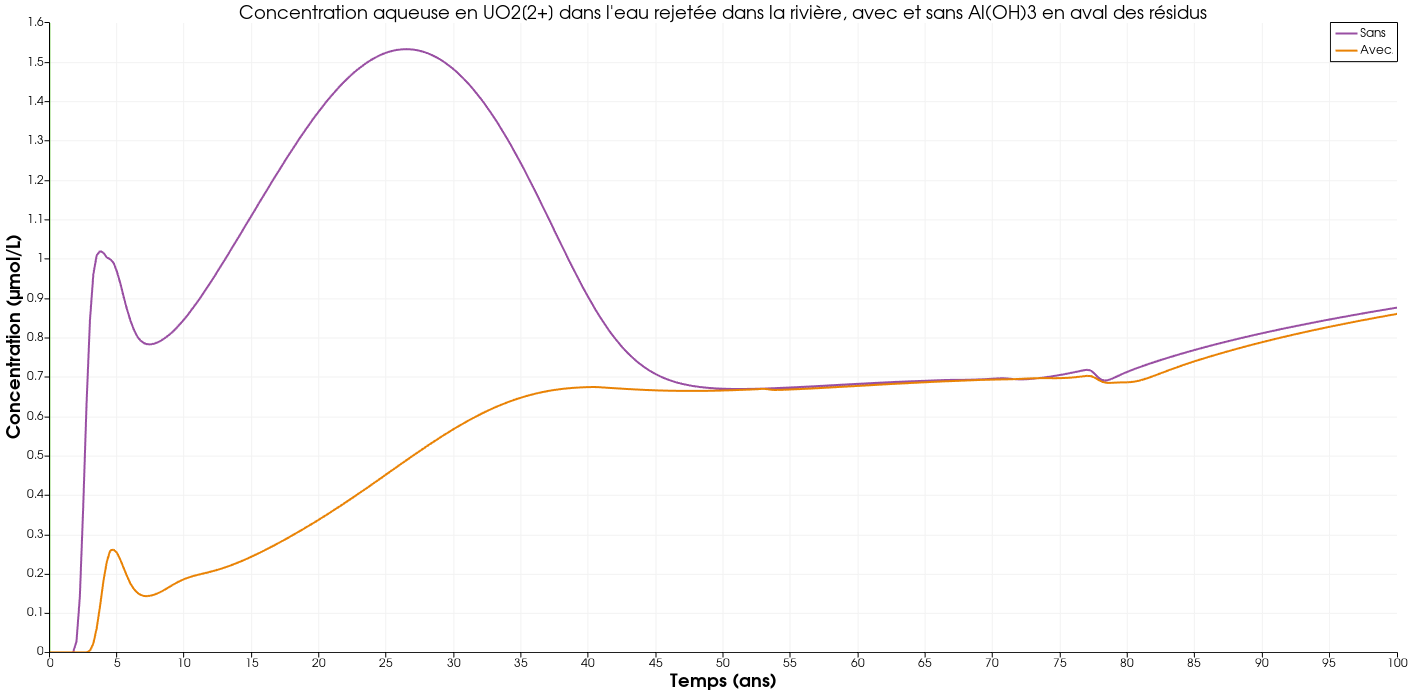 Concentration aqueuse en UO2(2+) dans l'eau rejetée dans la rivière, avec et sans Al(OH)3 en aval des résidus
Sans
Avec
Concentration (µmol/L)
1.6
1.5
1.4
1.3
1.2
1.1
1
0.9
0.8
0.7
0.6
0.5
0.4
0.3
0.2
0.1
0
0 5 10 15 20 25 30 35 40 45 50 55 60 65 70 75 80 85 90 95 100
Temps (ans)